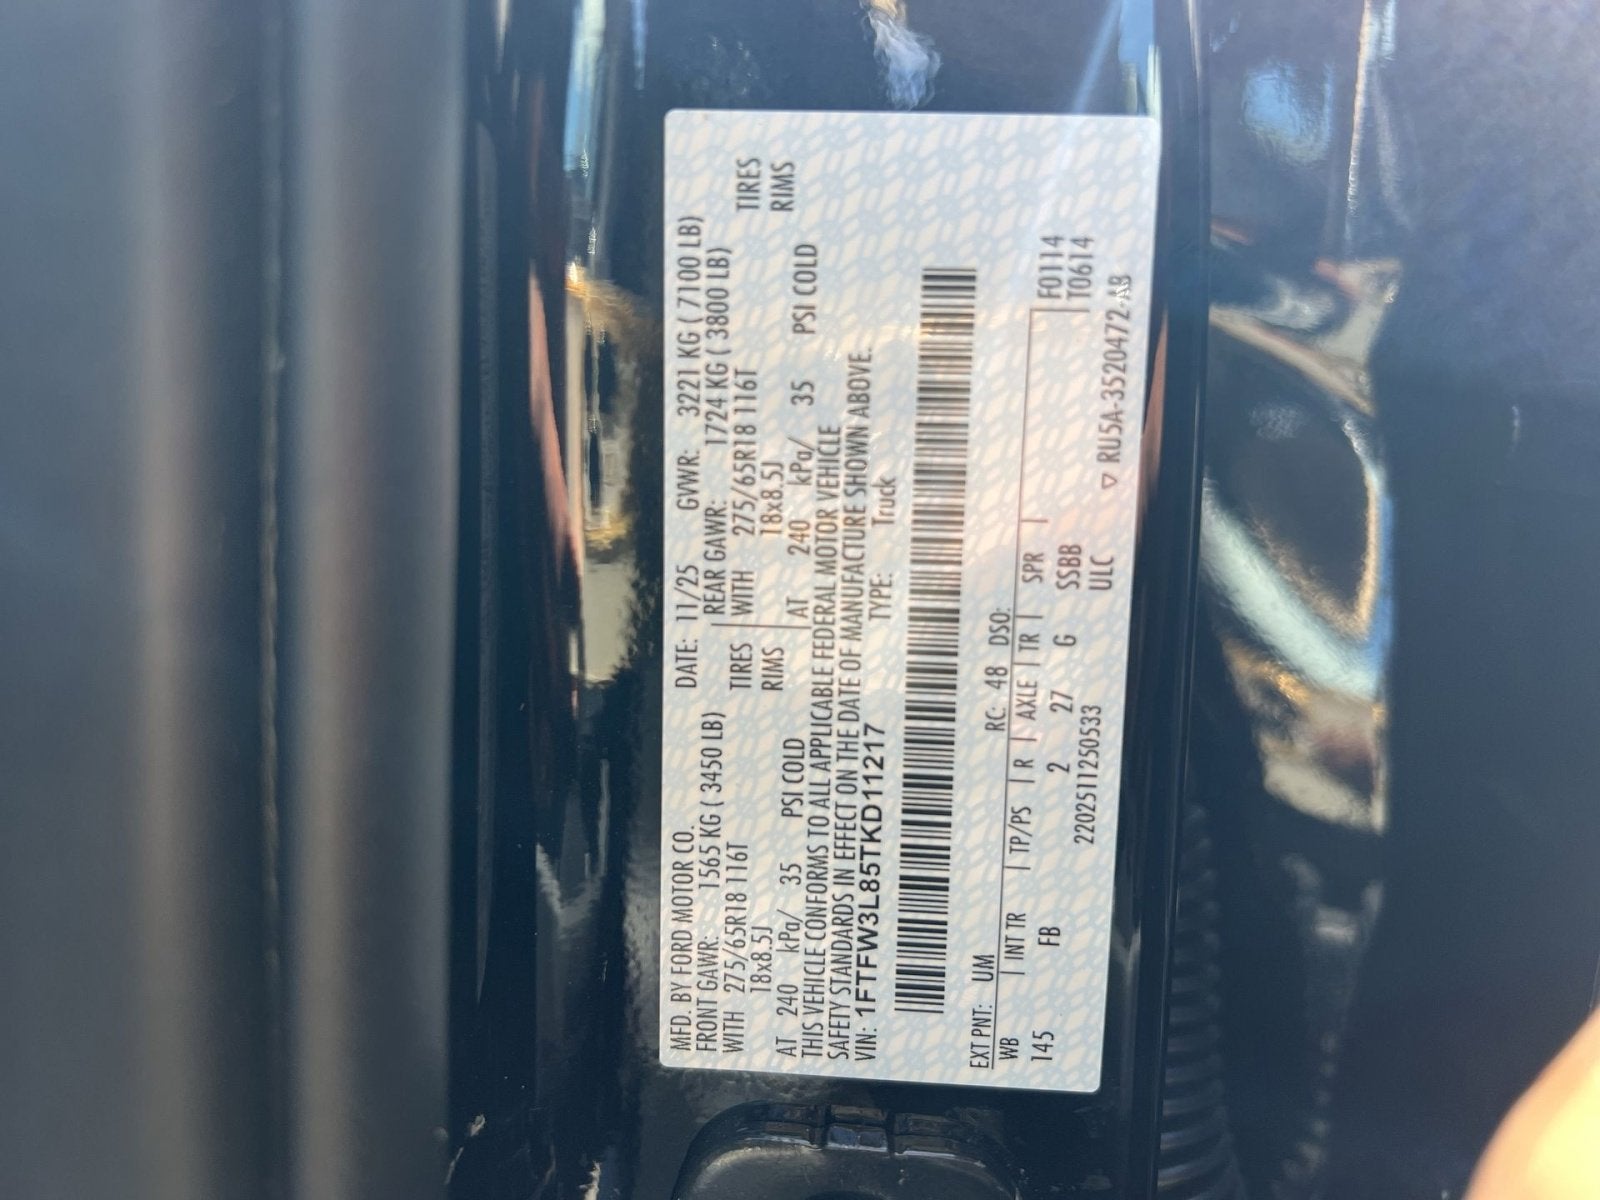 MFD. BY FORD MOTOR CO.
DATE: 11/25 GVWR: 3221 KG ( 7100 LB)
FRONT GAWR: 1565 KG ( 3450 LB) REAR GAWR: 1724 KG ( 3800 LB)
WITH 275/65R18 116T TIRES WITH 275/65R18 116T TIRES
18x8.5J RIMS 18x8.5J RIMS
AT 240 kPa/ 35 PSI COLD AT 240 kPa/ 35 PSI COLD
THIS VEHICLE CONFORMS TO ALL APPLICABLE FEDERAL MOTOR VEHICLE
SAFETY STANDARDS IN EFFECT ON THE DATE OF MANUFACTURE SHOWN ABOVE.
VIN: 1FTFW3L85TKD11217 TYPE: Truck
EXT PNT: UM RC: 48 DSO:
WB INT TR TP/PS R AXLE TR SPR F0114
145 FB 2 27 G SSBB T0614
2202511250533 ULC ▽ RU5A-3520472-AB